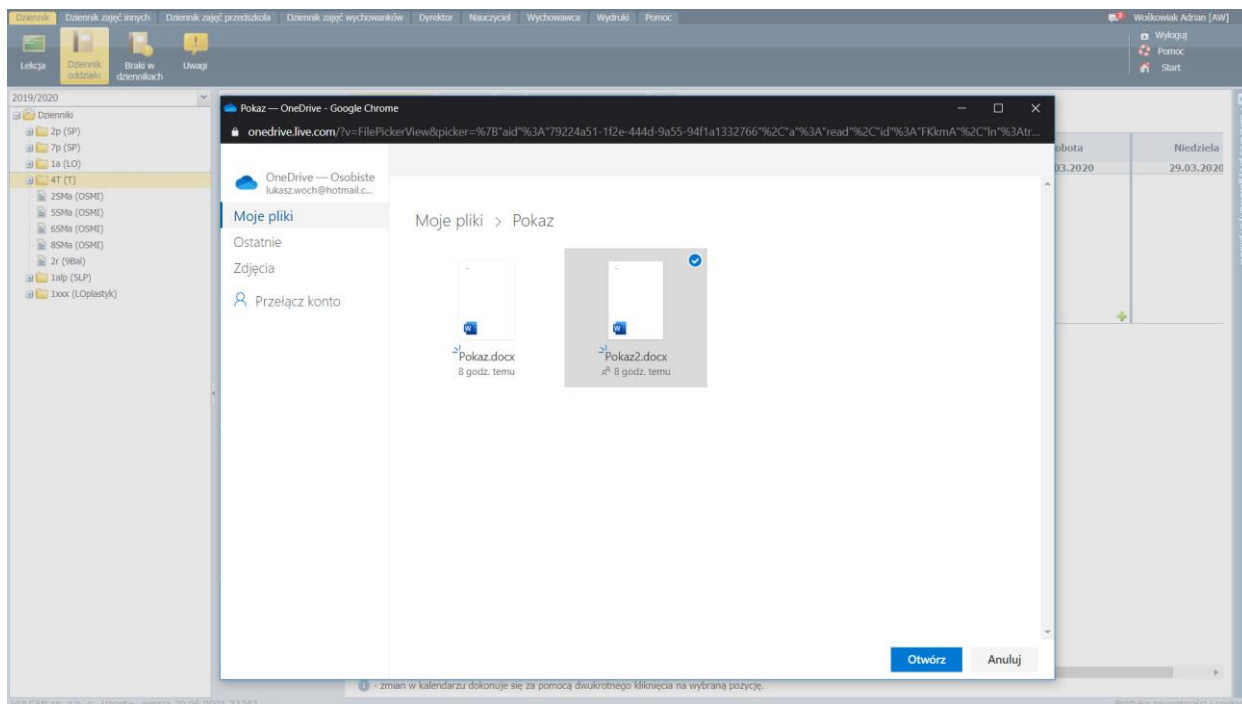 Dziennik Dziennik zajęć innych Dziennik zajęć przedszkola Dziennik zajęć wychowanków Dyrektor Nauczyciel Wychowawca Wydruki Pomoc Wośkowiak Adrian [AW]
Wyloguj
Pomoc
Start
Lekcja Dziennik oddziału Braki w dziennikach Uwagi
2019/2020
Dzienniki
2p (SP)
7p (SP)
1a (LO)
4T (T)
2SMa (OSMI)
5SMa (OSMI)
6SMa (OSMI)
8SMa (OSMI)
2r (9Bal)
1alp (SLP)
1xxx (LOplastyk)
Pokaz — OneDrive - Google Chrome
onedrive.live.com/?v=FilePickerView&picker=%7B"aid"%3A"79224a51-1f2e-444d-9a55-94f1a1332766"%2C"a"%3A"read"%2C"id"%3A"FKkmA"%2C"ln"%3Atr...
OneDrive — Osobiste
lukasz.woch@hotmail.c...
Moje pliki
Ostatnie
Zdjęcia
Przełącz konto
Moje pliki > Pokaz
Pokaz.docx
8 godz. temu
Pokaz2.docx
8 godz. temu
Otwórz Anuluj
obota Niedziela
03.2020 29.03.2020
- zmian w kalendarzu dokonuje się za pomocą dwukrotnego kliknięcia na wybraną pozycję.